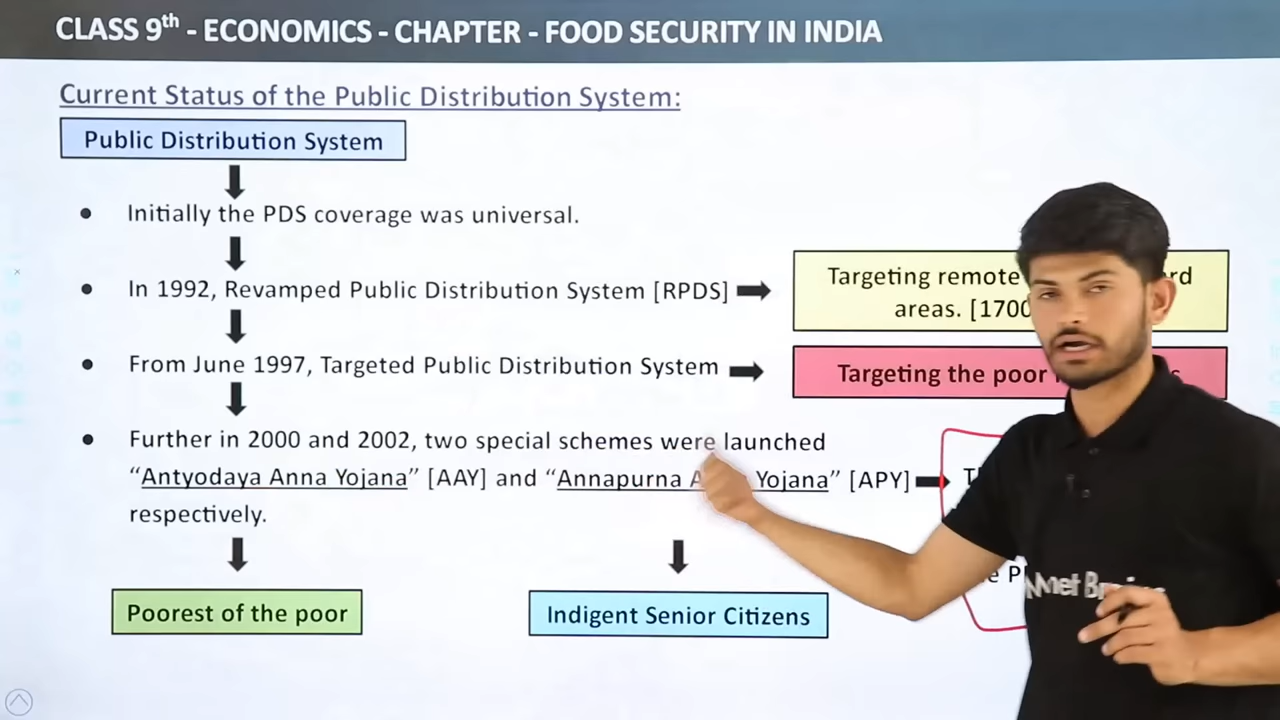 CLASS 9th - ECONOMICS - CHAPTER - FOOD SECURITY IN INDIA
Current Status of the Public Distribution System:
Public Distribution System
Initially the PDS coverage was universal.
In 1992, Revamped Public Distribution System [RPDS]
Targeting remote
areas. [1700
From June 1997, Targeted Public Distribution System
Targeting the poor
Further in 2000 and 2002, two special schemes were launched
“Antyodaya Anna Yojana” [AAY] and “Annapurna Yojana” [APY]
respectively.
Poorest of the poor
Indigent Senior Citizens